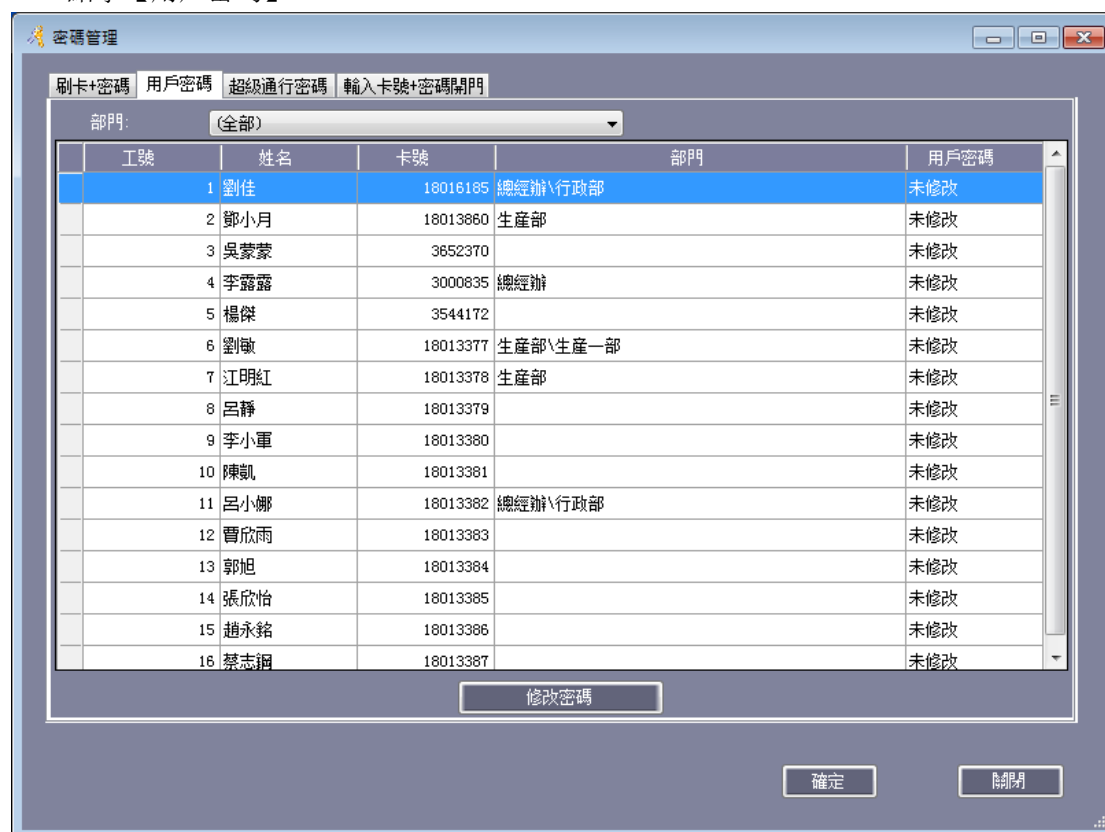 密碼管理
刷卡+密碼 用戶密碼 超级通行密碼 輸入卡號+密碼開門
部門: (全部)
工號 姓名 卡號 部門 用戶密碼
1 劉佳 18016185 總經辦\行政部 未修改
2 鄧小月 18013860 生産部 未修改
3 吳蒙蒙 3652370 未修改
4 李露露 3000835 總經辦 未修改
5 楊傑 3544172 未修改
6 劉敏 18013377 生産部\生産一部 未修改
7 江明紅 18013378 生産部 未修改
8 呂靜 18013379 未修改
9 李小軍 18013380 未修改
10 陳凱 18013381 未修改
11 呂小娜 18013382 總經辦\行政部 未修改
12 賈欣雨 18013383 未修改
13 郭旭 18013384 未修改
14 張欣怡 18013385 未修改
15 趙永銘 18013386 未修改
16 蔡志鋼 18013387 未修改
修改密碼
確定 關閉